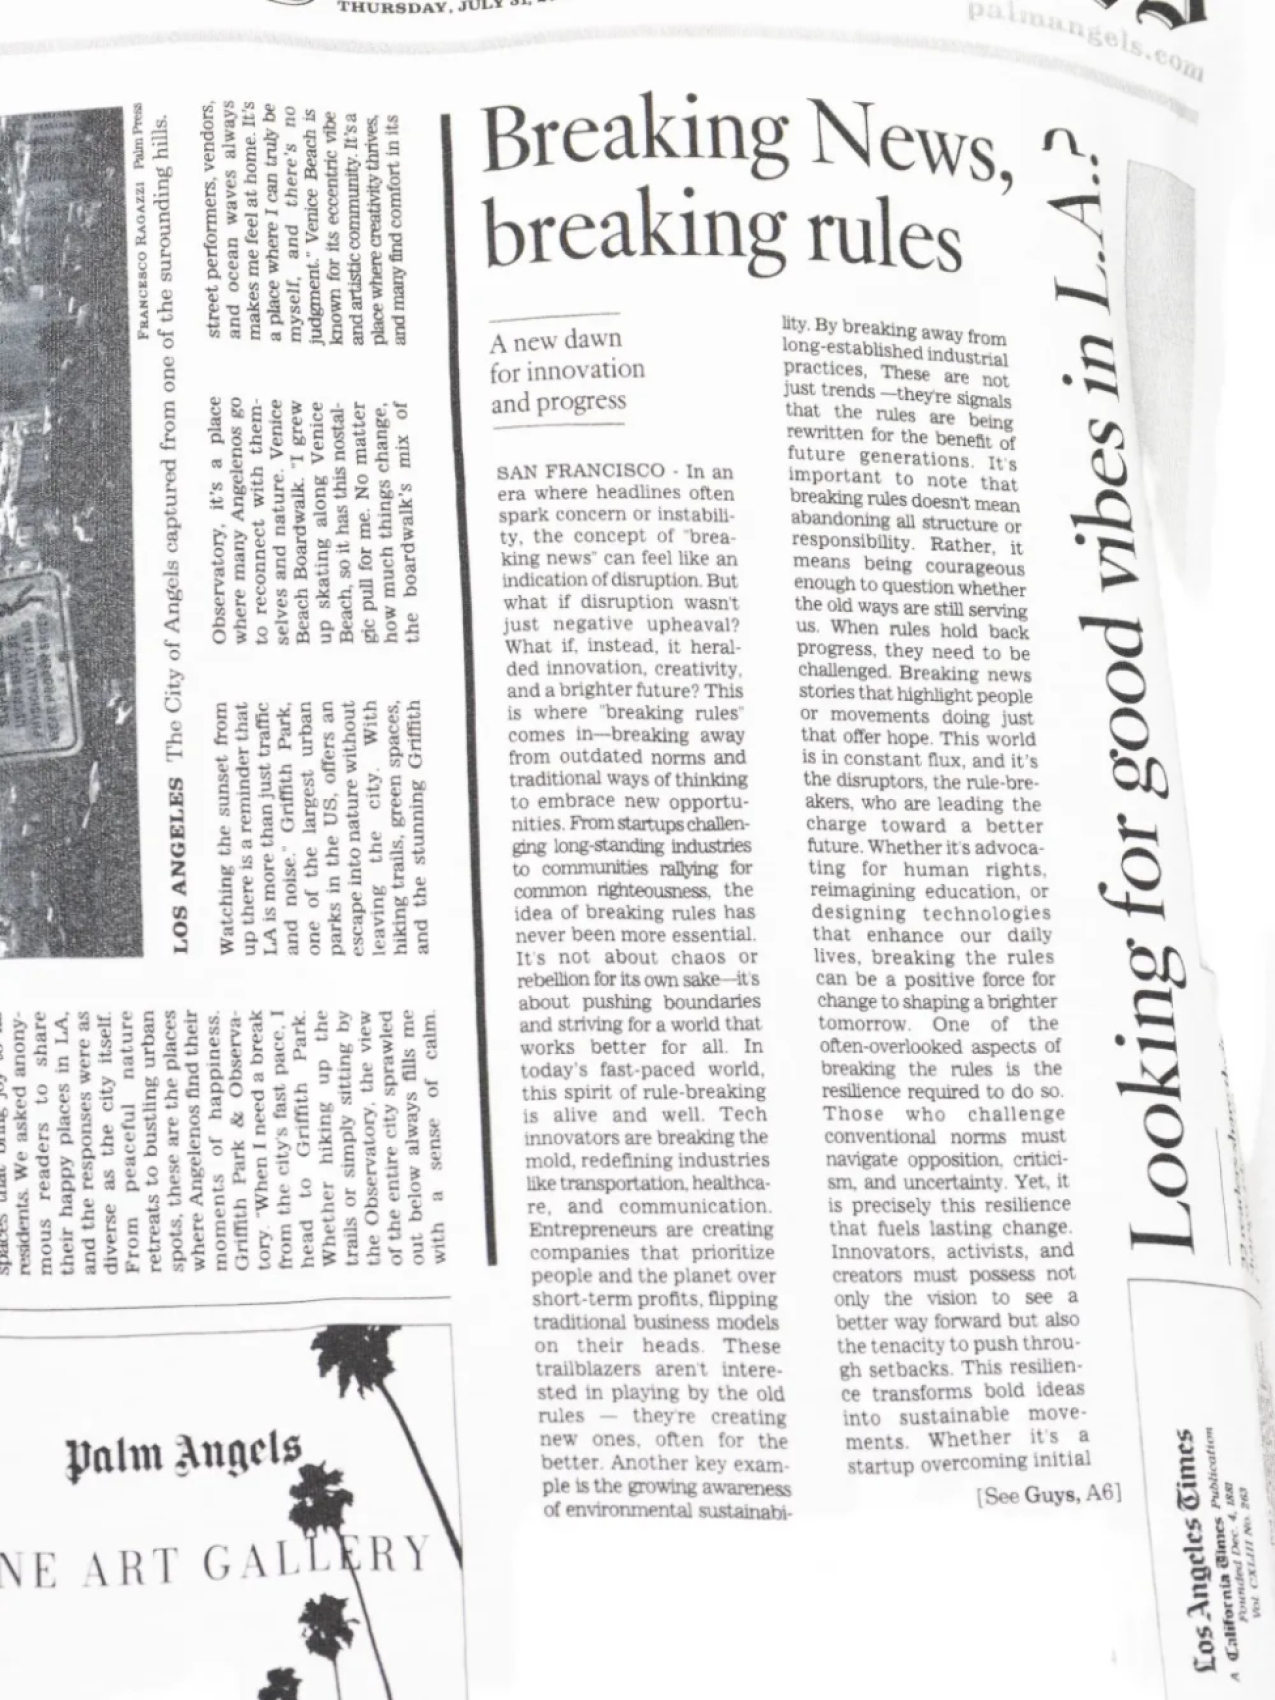 THURSDAY, JULY 31,
palmangels.com
Breaking News,
breaking rules
A new dawn
for innovation
and progress
SAN FRANCISCO - In an
era where headlines often
spark concern or instabili-
ty, the concept of "brea-
king news" can feel like an
indication of disruption. But
what if disruption wasn't
just negative upheaval?
What if, instead, it heral-
ded innovation, creativity,
and a brighter future? This
is where "breaking rules"
comes in—breaking away
from outdated norms and
traditional ways of thinking
to embrace new opportu-
nities. From startups challen-
ging long-standing industries
to communities rallying for
common righteousness, the
idea of breaking rules has
never been more essential.
It's not about chaos or
rebellion for its own sake—it's
about pushing boundaries
and striving for a world that
works better for all. In
today's fast-paced world,
this spirit of rule-breaking
is alive and well. Tech
innovators are breaking the
mold, redefining industries
like transportation, healthca-
re, and communication.
Entrepreneurs are creating
companies that prioritize
people and the planet over
short-term profits, flipping
traditional business models
on their heads. These
trailblazers aren't intere-
sted in playing by the old
rules — they're creating
new ones, often for the
better. Another key exam-
ple is the growing awareness
of environmental sustainabi-
lity. By breaking away from
long-established industrial
practices, These are not
just trends —they're signals
that the rules are being
rewritten for the benefit of
future generations. It's
important to note that
breaking rules doesn't mean
abandoning all structure or
responsibility. Rather, it
means being courageous
enough to question whether
the old ways are still serving
us. When rules hold back
progress, they need to be
challenged. Breaking news
stories that highlight people
or movements doing just
that offer hope. This world
is in constant flux, and it's
the disruptors, the rule-bre-
akers, who are leading the
charge toward a better
future. Whether it's advoca-
ting for human rights,
reimagining education, or
designing technologies
that enhance our daily
lives, breaking the rules
can be a positive force for
change to shaping a brighter
tomorrow. One of the
often-overlooked aspects of
breaking the rules is the
resilience required to do so.
Those who challenge
conventional norms must
navigate opposition, critici-
sm, and uncertainty. Yet, it
is precisely this resilience
that fuels lasting change.
Innovators, activists, and
creators must possess not
only the vision to see a
better way forward but also
the tenacity to push throu-
gh setbacks. This resilien-
ce transforms bold ideas
into sustainable move-
ments. Whether it's a
startup overcoming initial
[See Guys, A6]
FRANCESCO RAGAZZI Palm Press
LOS ANGELES The City of Angels captured from one of the surrounding hills.
residents. We asked anony-
mous readers to share
their happy places in LA,
and the responses were as
diverse as the city itself.
From peaceful nature
retreats to bustling urban
spots, these are the places
where Angelenos find their
moments of happiness.
Griffith Park & Observa-
tory. "When I need a break
from the city's fast pace, I
head to Griffith Park.
Whether hiking up the
trails or simply sitting by
the Observatory, the view
of the entire city sprawled
out below always fills me
with a sense of calm.
Watching the sunset from
up there is a reminder that
LA is more than just traffic
and noise." Griffith Park,
one of the largest urban
parks in the US, offers an
escape into nature without
leaving the city. With
hiking trails, green spaces,
and the stunning Griffith
Observatory, it's a place
where many Angelenos go
to reconnect with them-
selves and nature. Venice
Beach Boardwalk. "I grew
up skating along Venice
Beach, so it has this nostal-
gic pull for me. No matter
how much things change,
the boardwalk's mix of
street performers, vendors,
and ocean waves always
makes me feel at home. It's
a place where I can truly be
myself, and there's no
judgment." Venice Beach is
known for its eccentric vibe
and artistic community. It's a
place where creativity thrives,
and many find comfort in its
Palm Angels
NE ART GALLERY
Looking for good vibes in L.A.?
Los Angeles Times
A California Times Publication
Founded Dec. 4, 1881
Vol. CXLIII No. 263